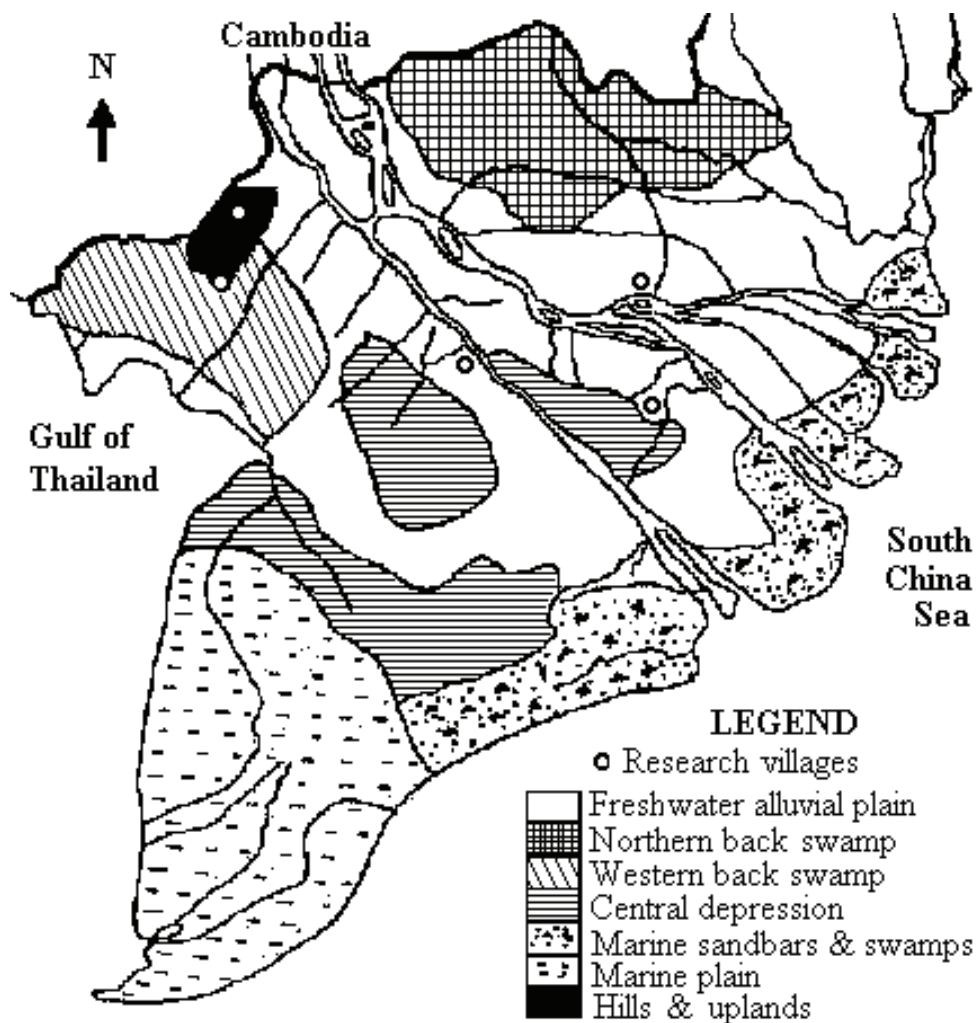 Cambodia
N
Gulf of
Thailand
South
China
Sea
LEGEND
Research villages
Freshwater alluvial plain
Northern back swamp
Western back swamp
Central depression
Marine sandbars & swamps
Marine plain
Hills & uplands